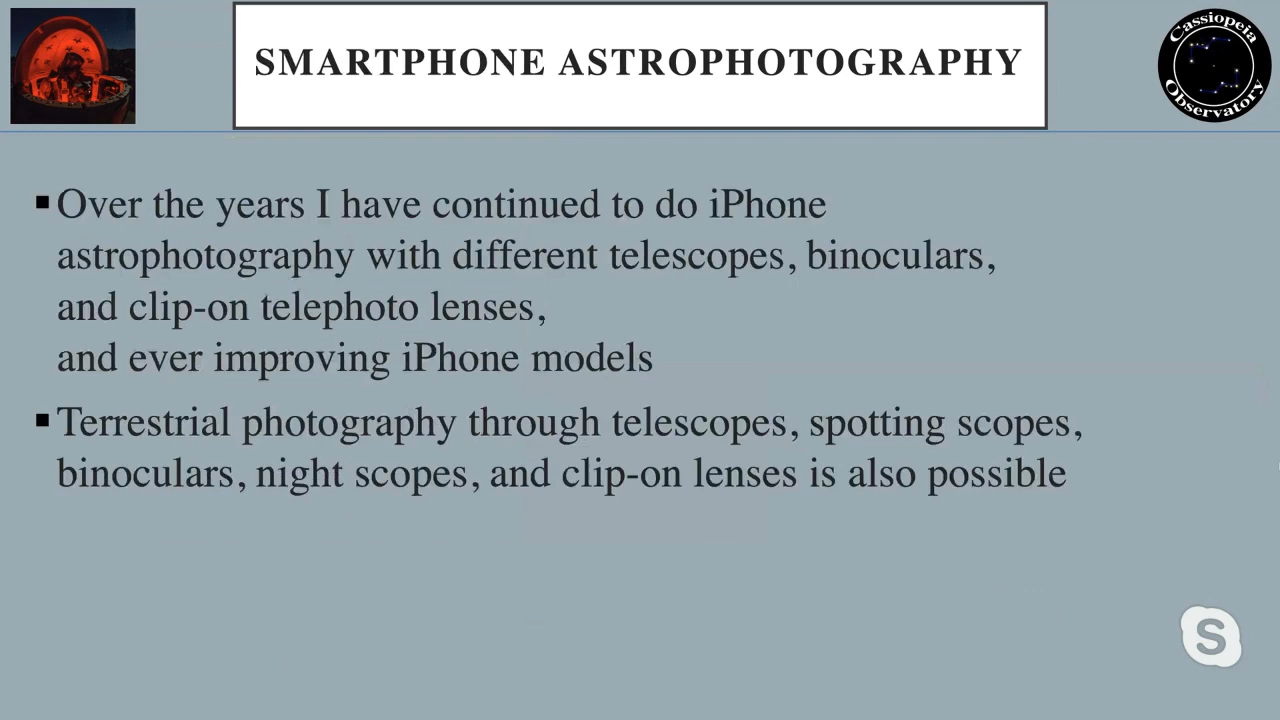 SMARTPHONE ASTROPHOTOGRAPHY
Cassiopeia
Observatory
▪Over the years I have continued to do iPhone
astrophotography with different telescopes, binoculars,
and clip-on telephoto lenses,
and ever improving iPhone models
▪Terrestrial photography through telescopes, spotting scopes,
binoculars, night scopes, and clip-on lenses is also possible
S